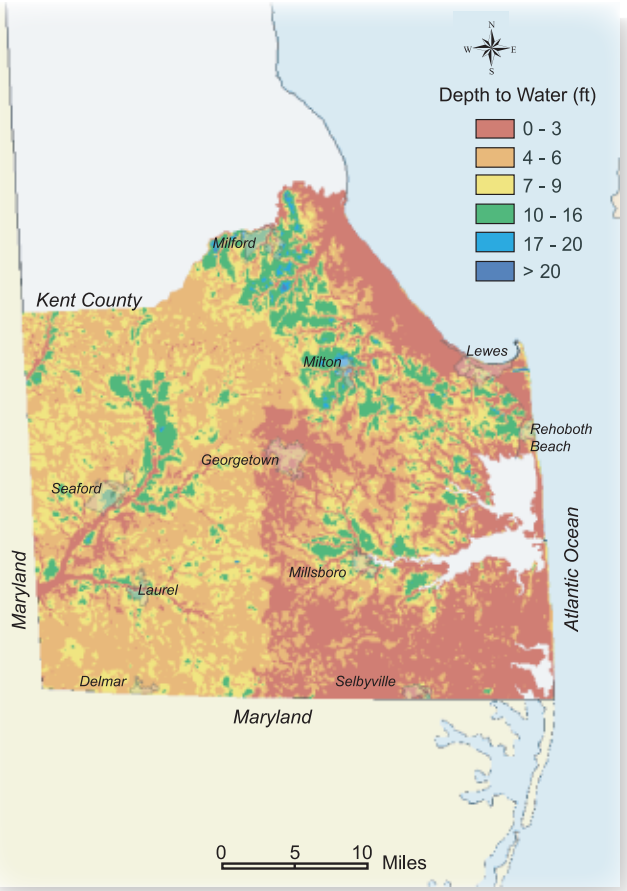 N
W E
S
Depth to Water (ft)
0 - 3
4 - 6
7 - 9
10 - 16
17 - 20
> 20
Milford
Kent County
Milton
Lewes
Rehoboth
Beach
Georgetown
Seaford
Atlantic Ocean
Maryland
Millsboro
Laurel
Delmar
Selbyville
Maryland
0 5 10
Miles